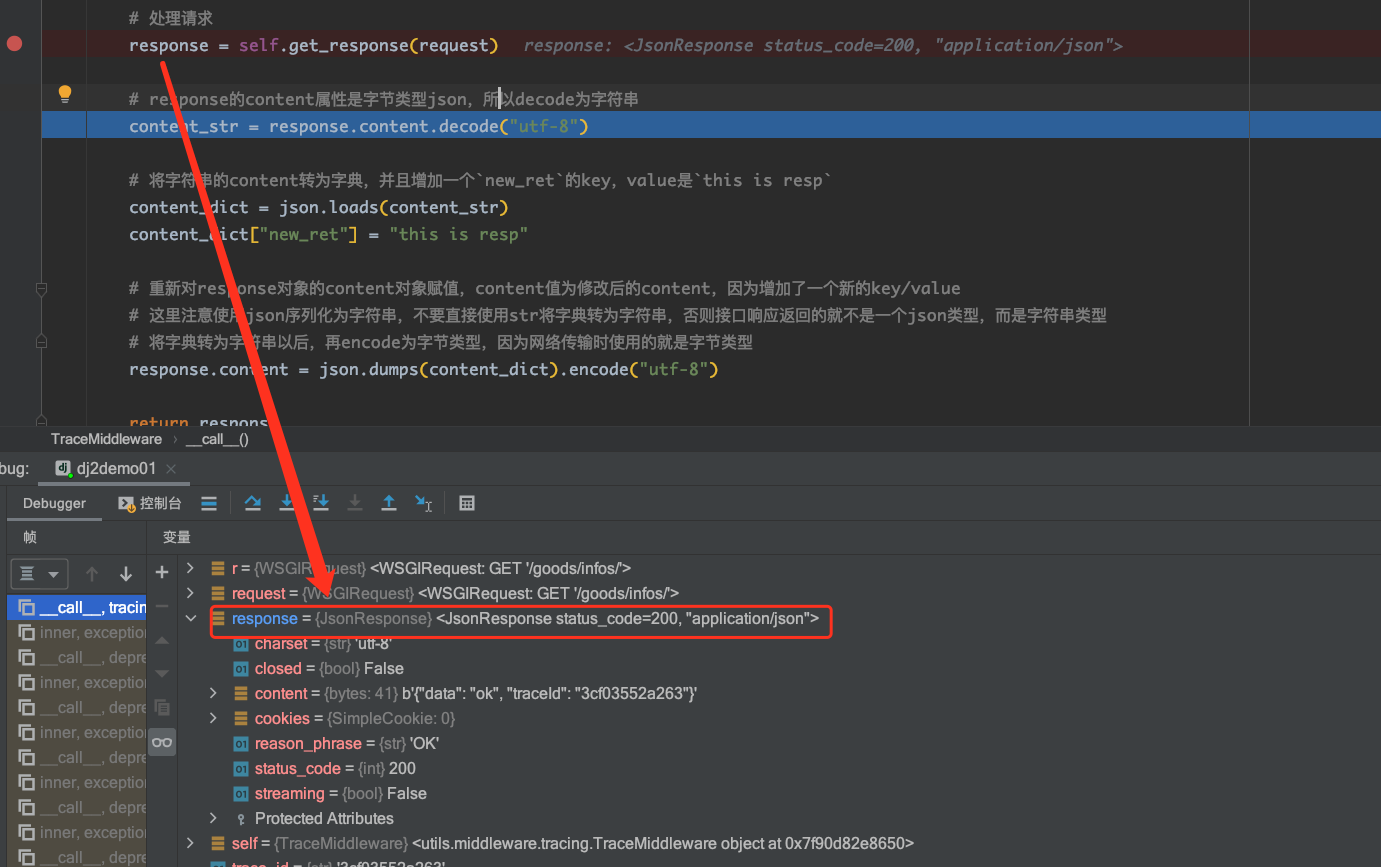 # 处理请求
response = self.get_response(request)  response: <JsonResponse status_code=200, "application/json">
# response的content属性是字节类型json，所以decode为字符串
content_str = response.content.decode("utf-8")
# 将字符串的content转为字典，并且增加一个`new_ret`的key，value是`this is resp`
content_dict = json.loads(content_str)
content_dict["new_ret"] = "this is resp"
# 重新对response对象的content对象赋值，content值为修改后的content，因为增加了一个新的key/value
# 这里注意使用json序列化为字符串，不要直接使用str将字典转为字符串，否则接口响应返回的就不是一个json类型，而是字符串类型
# 将字典转为字符串以后，再encode为字节类型，因为网络传输时使用的就是字节类型
response.content = json.dumps(content_dict).encode("utf-8")
return response
TraceMiddleware › __call__()
bug: dj2demo01
Debugger 控制台
帧 变量
r = {WSGIRequest} <WSGIRequest: GET '/goods/infos/'>
request = {WSGIRequest} <WSGIRequest: GET '/goods/infos/'>
__call__, tracin
response = {JsonResponse} <JsonResponse status_code=200, "application/json">
inner, exceptio
charset = {str} 'utf-8'
__call__, depre
closed = {bool} False
inner, exceptio
content = {bytes: 41} b'{"data": "ok", "traceId": "3cf03552a263"}'
__call__, depre
cookies = {SimpleCookie: 0}
inner, exceptio
reason_phrase = {str} 'OK'
__call__, depre
status_code = {int} 200
inner, exceptio
streaming = {bool} False
__call__, depre
Protected Attributes
inner, exceptio
self = {TraceMiddleware} <utils.middleware.tracing.TraceMiddleware object at 0x7f90d82e8650>
__call__, depre
trace_id = {str} '3cf03552a263'